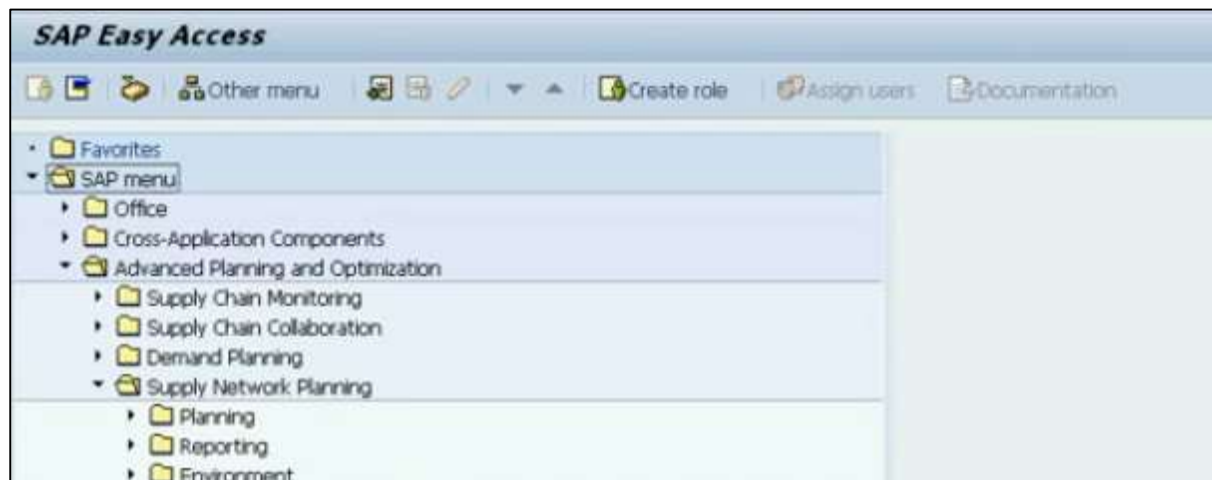 SAP Easy Access
Other menu Create role Assign users Documentation
Favorites
SAP menu
Office
Cross-Application Components
Advanced Planning and Optimization
Supply Chain Monitoring
Supply Chain Collaboration
Demand Planning
Supply Network Planning
Planning
Reporting
Environment